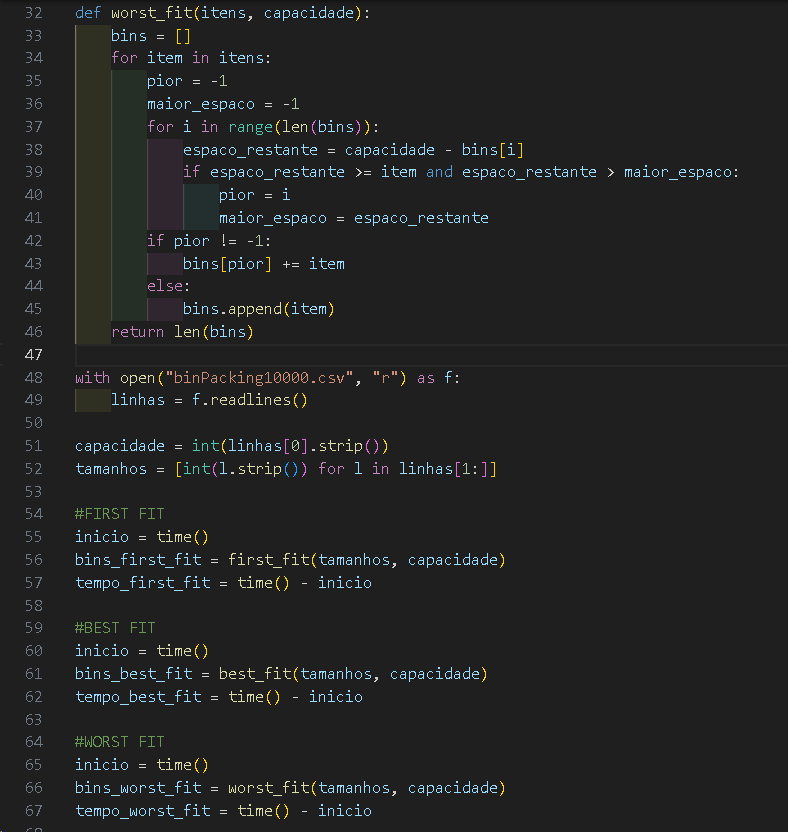 32 def worst_fit(itens, capacidade):
33     bins = []
34     for item in itens:
35         pior = -1
36         maior_espaco = -1
37         for i in range(len(bins)):
38             espaco_restante = capacidade - bins[i]
39             if espaco_restante >= item and espaco_restante > maior_espaco:
40                 pior = i
41                 maior_espaco = espaco_restante
42         if pior != -1:
43             bins[pior] += item
44         else:
45             bins.append(item)
46     return len(bins)
47
48 with open("binPacking10000.csv", "r") as f:
49     linhas = f.readlines()
50
51 capacidade = int(linhas[0].strip())
52 tamanhos = [int(l.strip()) for l in linhas[1:]]
53
54 #FIRST FIT
55 inicio = time()
56 bins_first_fit = first_fit(tamanhos, capacidade)
57 tempo_first_fit = time() - inicio
58
59 #BEST FIT
60 inicio = time()
61 bins_best_fit = best_fit(tamanhos, capacidade)
62 tempo_best_fit = time() - inicio
63
64 #WORST FIT
65 inicio = time()
66 bins_worst_fit = worst_fit(tamanhos, capacidade)
67 tempo_worst_fit = time() - inicio